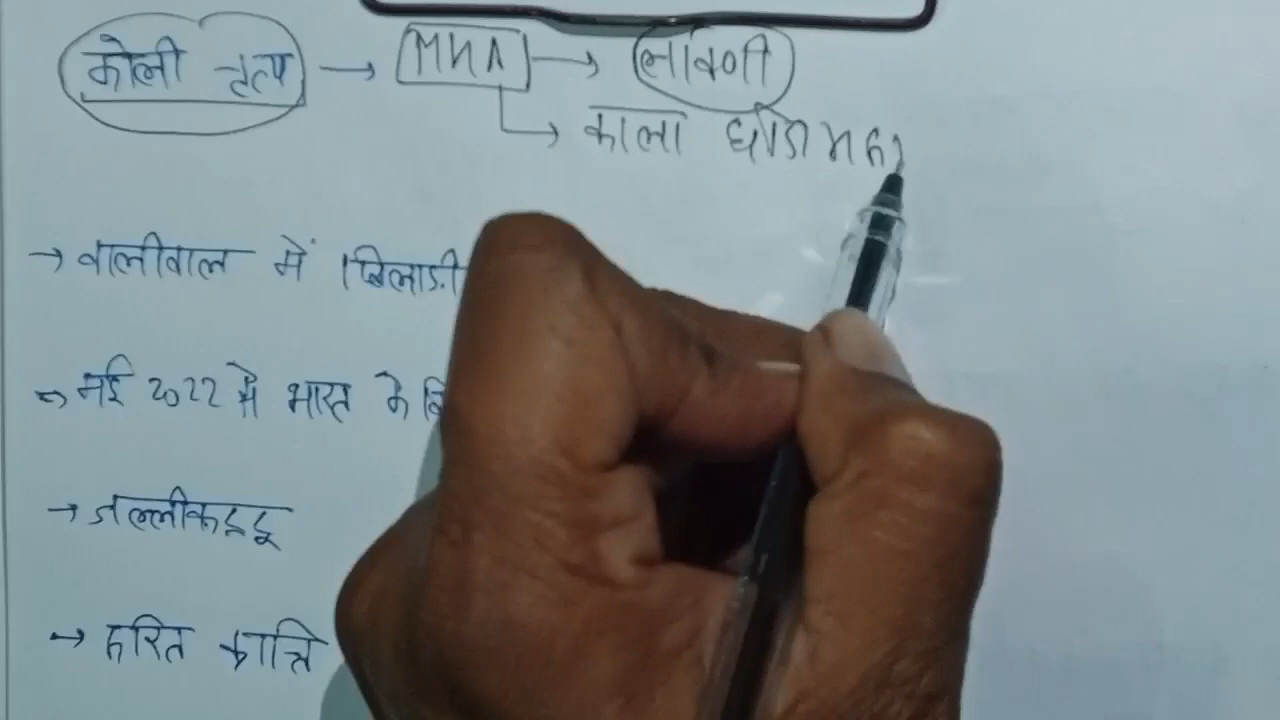 कोली नृत्य → MHA → लावणी
→ काला घोडा मह
→ वालीवाल में खिलाड़ी
→ मई 2022 में भारत के
→ जल्लीकट्टू
→ हरित क्रान्ति